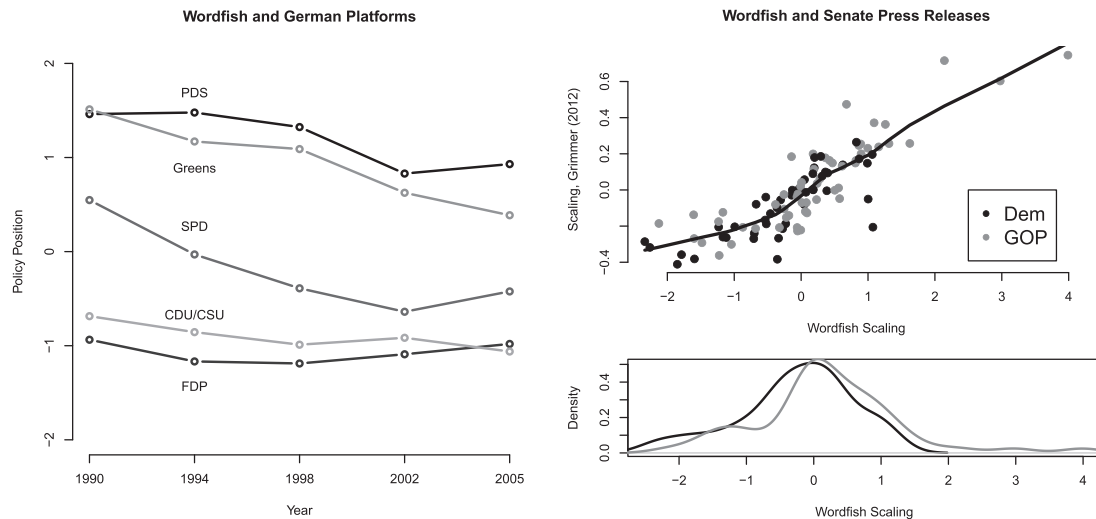 Wordfish and German Platforms
Policy Position
2
1
0
−1
−2
PDS
Greens
SPD
CDU/CSU
FDP
1990 1994 1998 2002 2005
Year
Wordfish and Senate Press Releases
Scaling, Grimmer (2012)
0.6
0.4
0.2
0.0
−0.4
Dem
GOP
−2 −1 0 1 2 3 4
Wordfish Scaling
Density
0.4
0.2
0.0
−2 −1 0 1 2 3 4
Wordfish Scaling